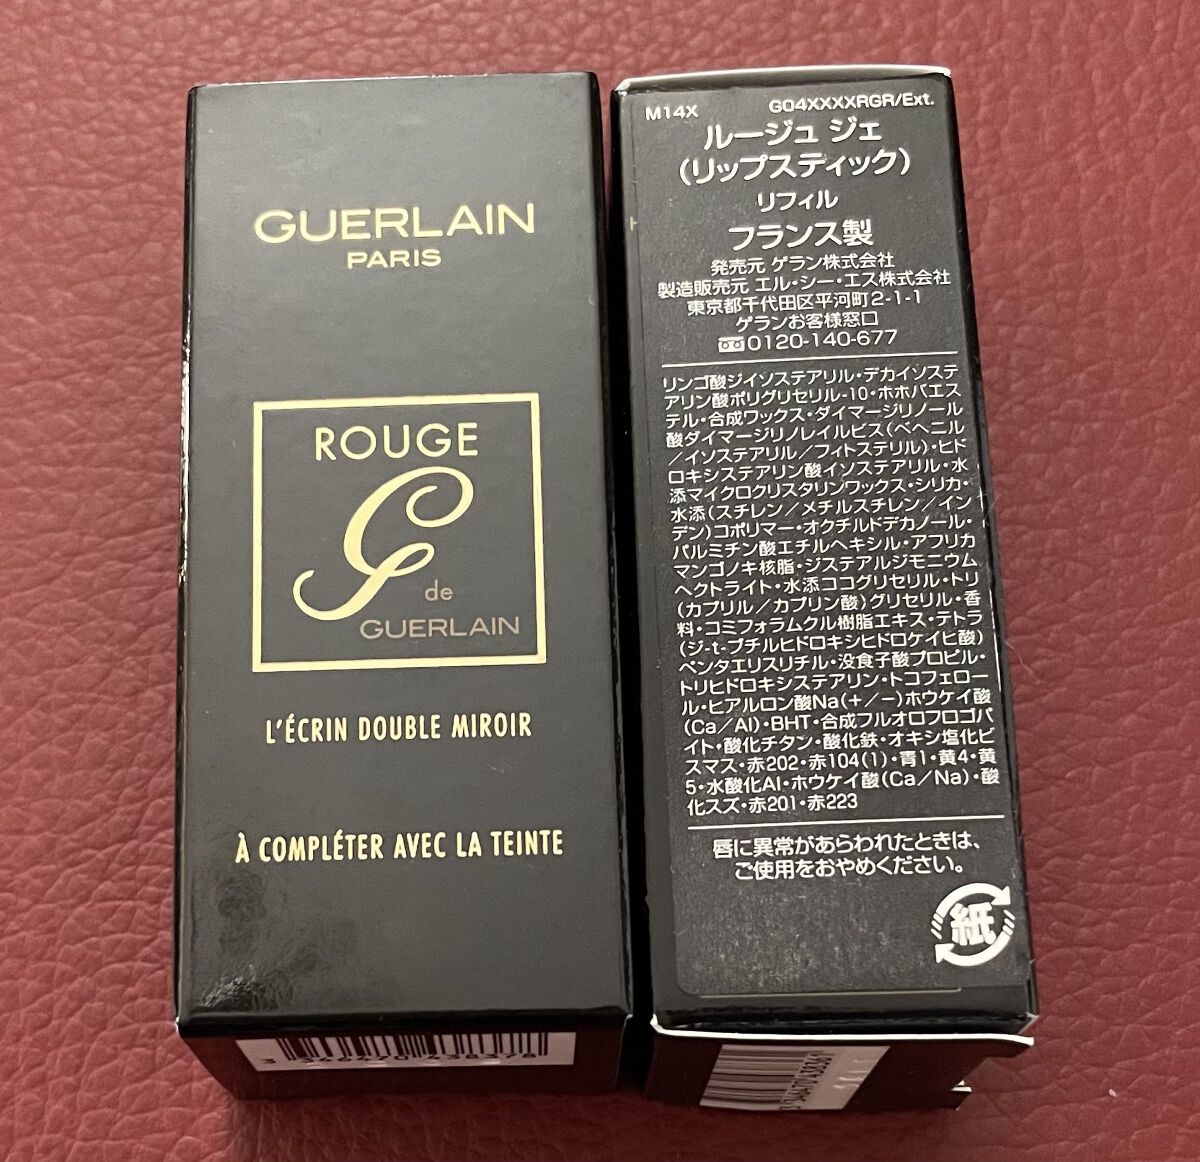 GUERLAIN
PARIS
ROUGE
G
de
GUERLAIN
L'ÉCRIN DOUBLE MIROIR
À COMPLÉTER AVEC LA TEINTE
3 346470 438378
M14X GO4XXXXRGR/Ext.
ルージュ ジェ
(リップスティック)
リフィル
フランス製
発売元 ゲラン株式会社
製造販売元 エル・シー・エス株式会社
東京都千代田区平河町2-1-1
ゲランお客様窓口
0120-140-677
リンゴ酸ジイソステアリル・デカイソステ
アリン酸ポリグリセリル-10・ホホバエス
テル・合成ワックス・ダイマージリノール
酸ダイマージリノレイルビス(ベヘニル
/イソステアリル/フィトステリル)・ヒド
ロキシステアリン酸イソステアリル・水
添マイクロクリスタリンワックス・シリカ・
水添(スチレン/メチルスチレン/イン
デン)コポリマー・オクチルドデカノール・
パルミチン酸エチルヘキシル・アフリカ
マンゴノキ核脂・ジステアルジモニウム
ヘクトライト・水添ココグリセリル・トリ
(カプリル/カプリン酸)グリセリル・香
料・コミフォラムクル樹脂エキス・テトラ
(ジ-t-ブチルヒドロキシヒドロケイヒ酸)
ペンタエリスリチル・没食子酸プロピル・
トリヒドロキシステアリン・トコフェロー
ル・ヒアルロン酸Na(+/-)ホウケイ酸
(Ca/Al)・BHT・合成フルオロフロゴパ
イト・酸化チタン・酸化鉄・オキシ塩化ビ
スマス・赤202・赤104(1)・青1・黄4・黄
5・水酸化Al・ホウケイ酸(Ca/Na)・酸
化スズ・赤201・赤223
唇に異常があらわれたときは、
ご使用をおやめください。
紙